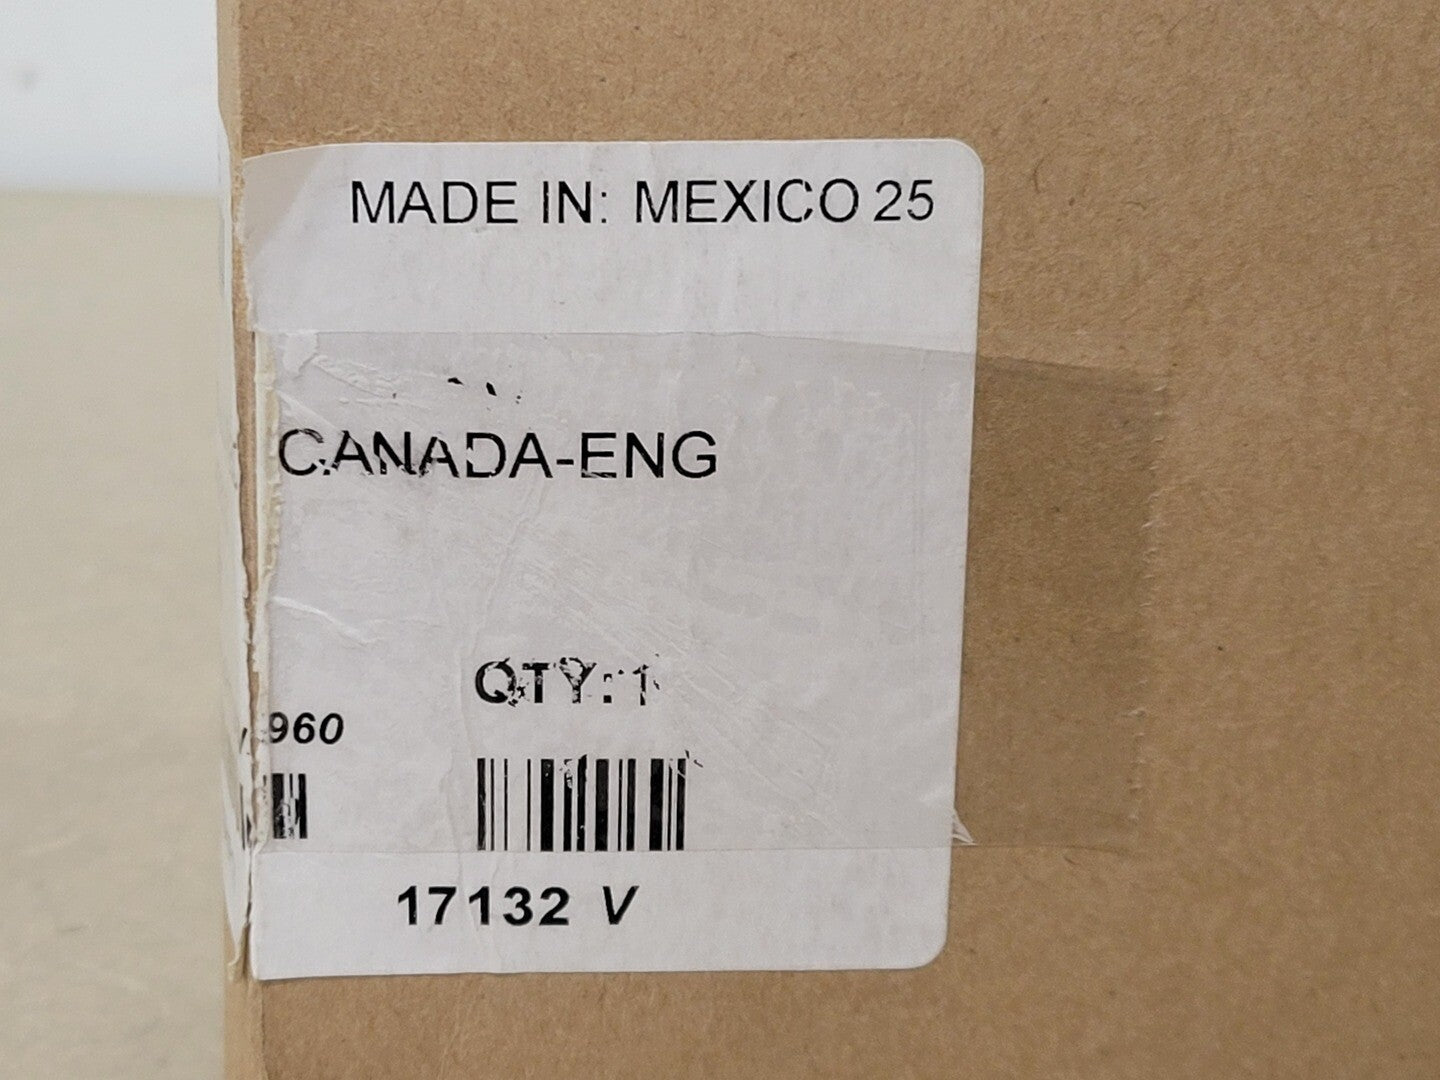 MADE IN: MEXICO 25
CANADA-ENG
QTY: 1
960
17132 V